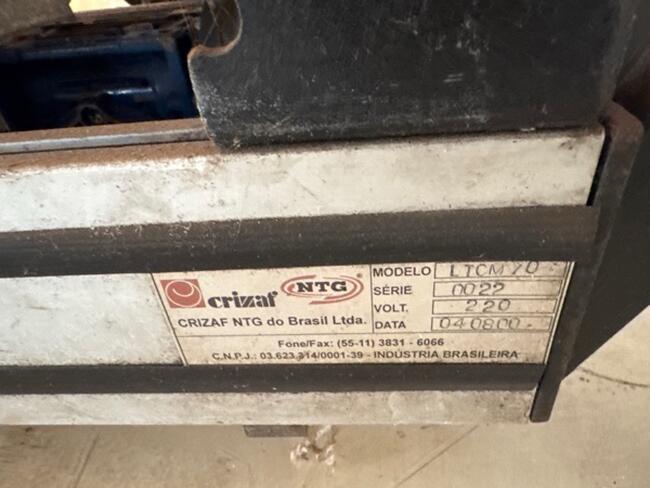 crizaf NTG®
CRIZAF NTG do Brasil Ltda.
MODELO LTCM70
SÉRIE 0022
VOLT. 220
DATA 040800
Fone/Fax: (55-11) 3831 - 6066
C.N.P.J.: 03.623.314/0001-39 - INDÚSTRIA BRASILEIRA